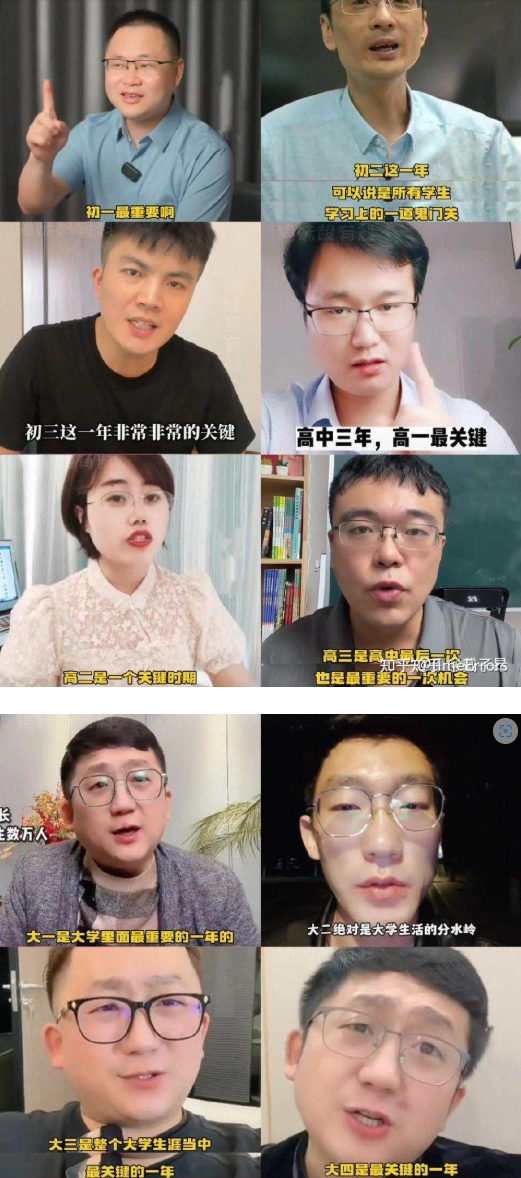 初一最重要啊
初二这一年
可以说是所有学生
学习上的一道鬼门关
初三这一年非常非常的关键
高中三年，高一最关键
高二是一个关键时期
高三是高中最后一次
也是最重要的一次机会
知乎 @TimeErrors
长
生数万人
大一是大学里面最重要的一年的
大二绝对是大学生活的分水岭
大三是整个大学生涯当中
最关键的一年
大四是最关键的一年